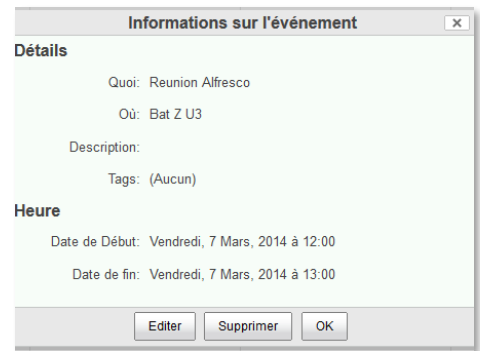 Informations sur l'événement
Détails
Quoi: Reunion Alfresco
Où: Bat Z U3
Description:
Tags: (Aucun)
Heure
Date de Début: Vendredi, 7 Mars, 2014 à 12:00
Date de fin: Vendredi, 7 Mars, 2014 à 13:00
Editer Supprimer OK